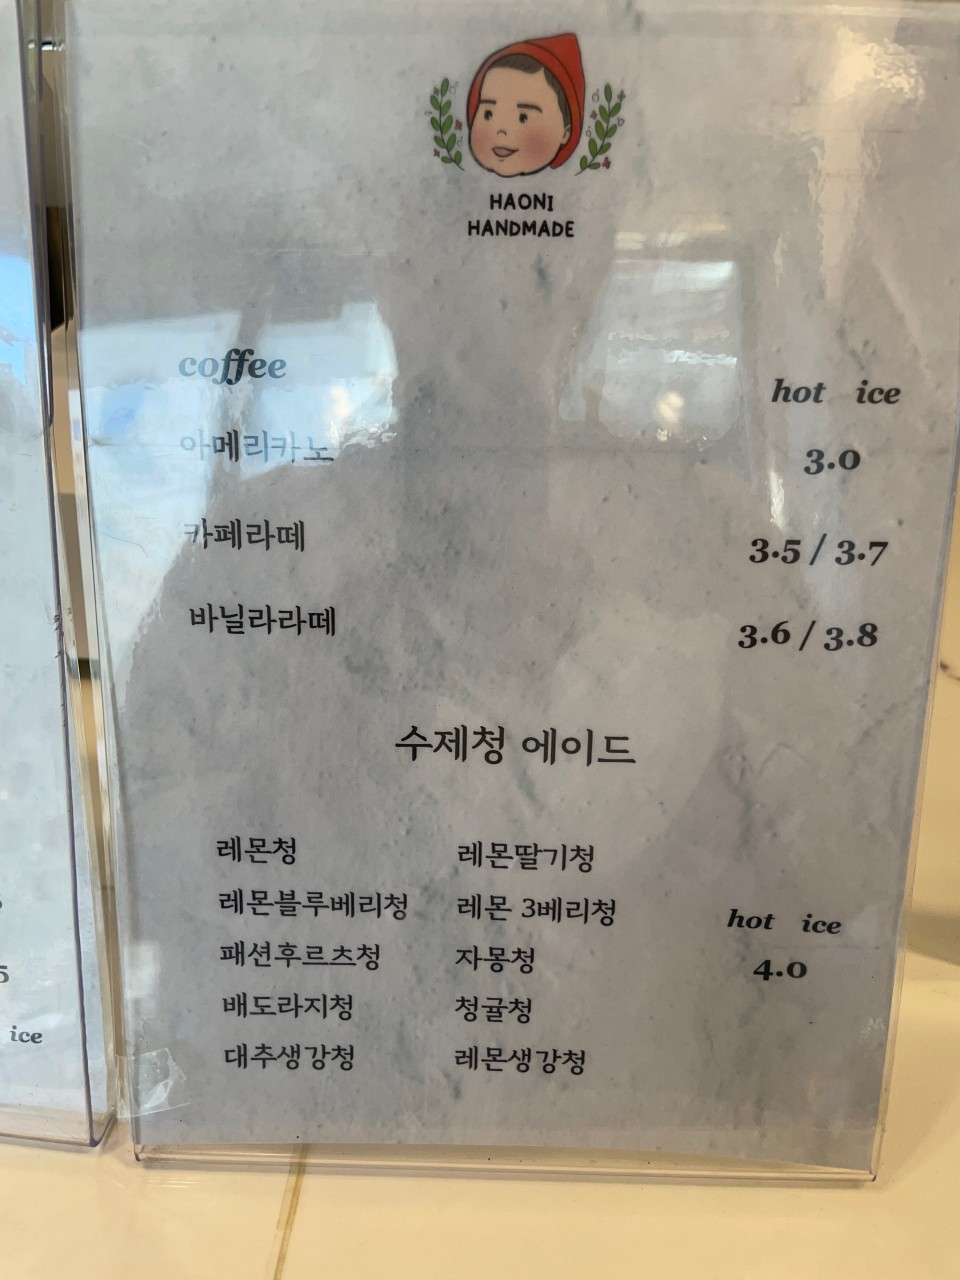 HAONI
HANDMADE
coffee
hot ice
아메리카노 3.0
카페라떼 3.5 / 3.7
바닐라라떼 3.6 / 3.8
수제청 에이드
레몬청 레몬딸기청
레몬블루베리청 레몬 3베리청
hot ice
패션후르츠청 자몽청 4.0
배도라지청 청귤청
대추생강청 레몬생강청
5
ice